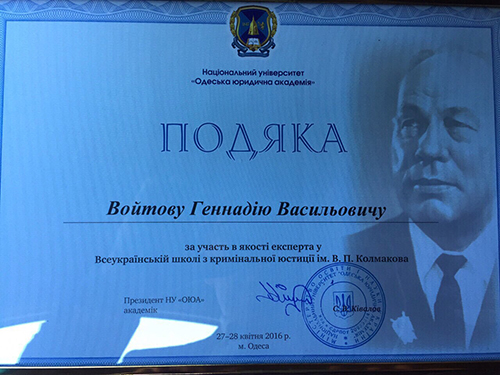 Національний університет
«Одеська юридична академія»
ПОДЯКА
Войтову Геннадію Васильовичу
за участь в якості експерта у
Всеукраїнській школі з кримінальної юстиції ім. В. П. Колмакова
Президент НУ «ОЮА»
академік
С. В. Ківалов
27–28 квітня 2016 р.
м. Одеса